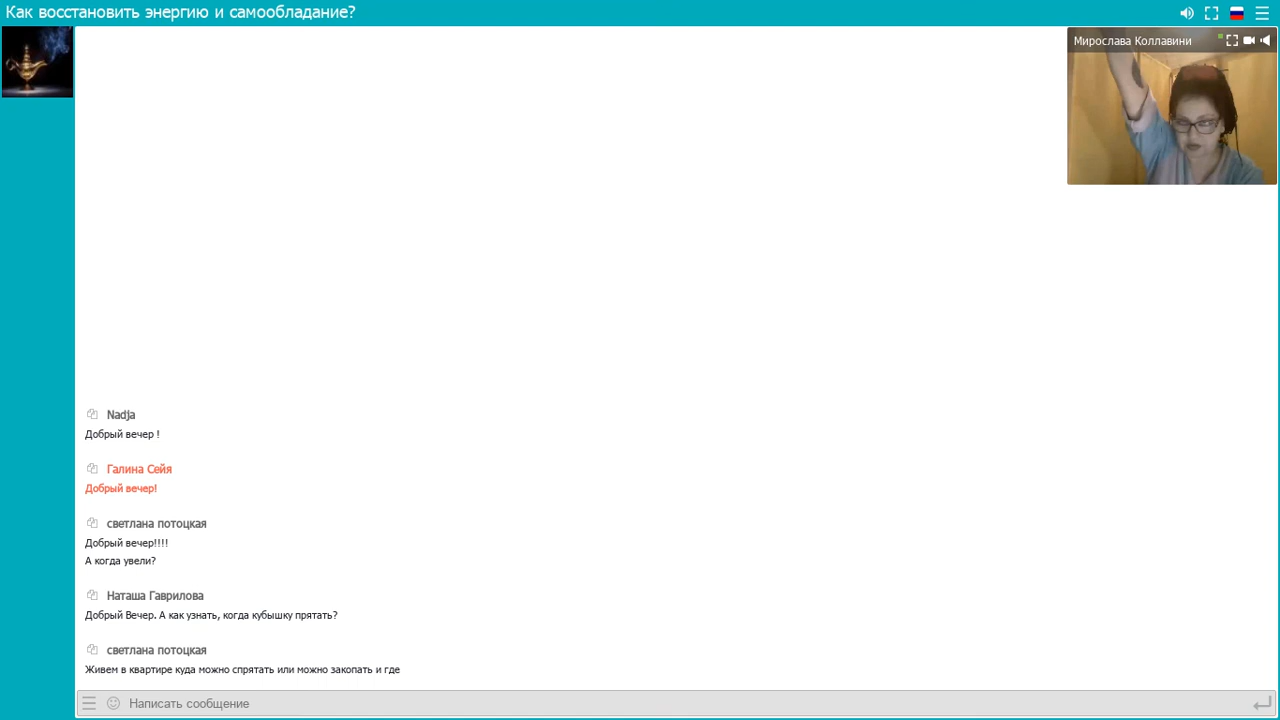 Как восстановить энергию и самообладание?
Мирослава Коллавини
Nadja
Добрый вечер !
Галина Сейя
Добрый вечер!
светлана потоцкая
Добрый вечер!!!!
А когда увели?
Наташа Гаврилова
Добрый Вечер. А как узнать, когда кубышку прятать?
светлана потоцкая
Живем в квартире куда можно спрятать или можно закопать и где
Написать сообщение